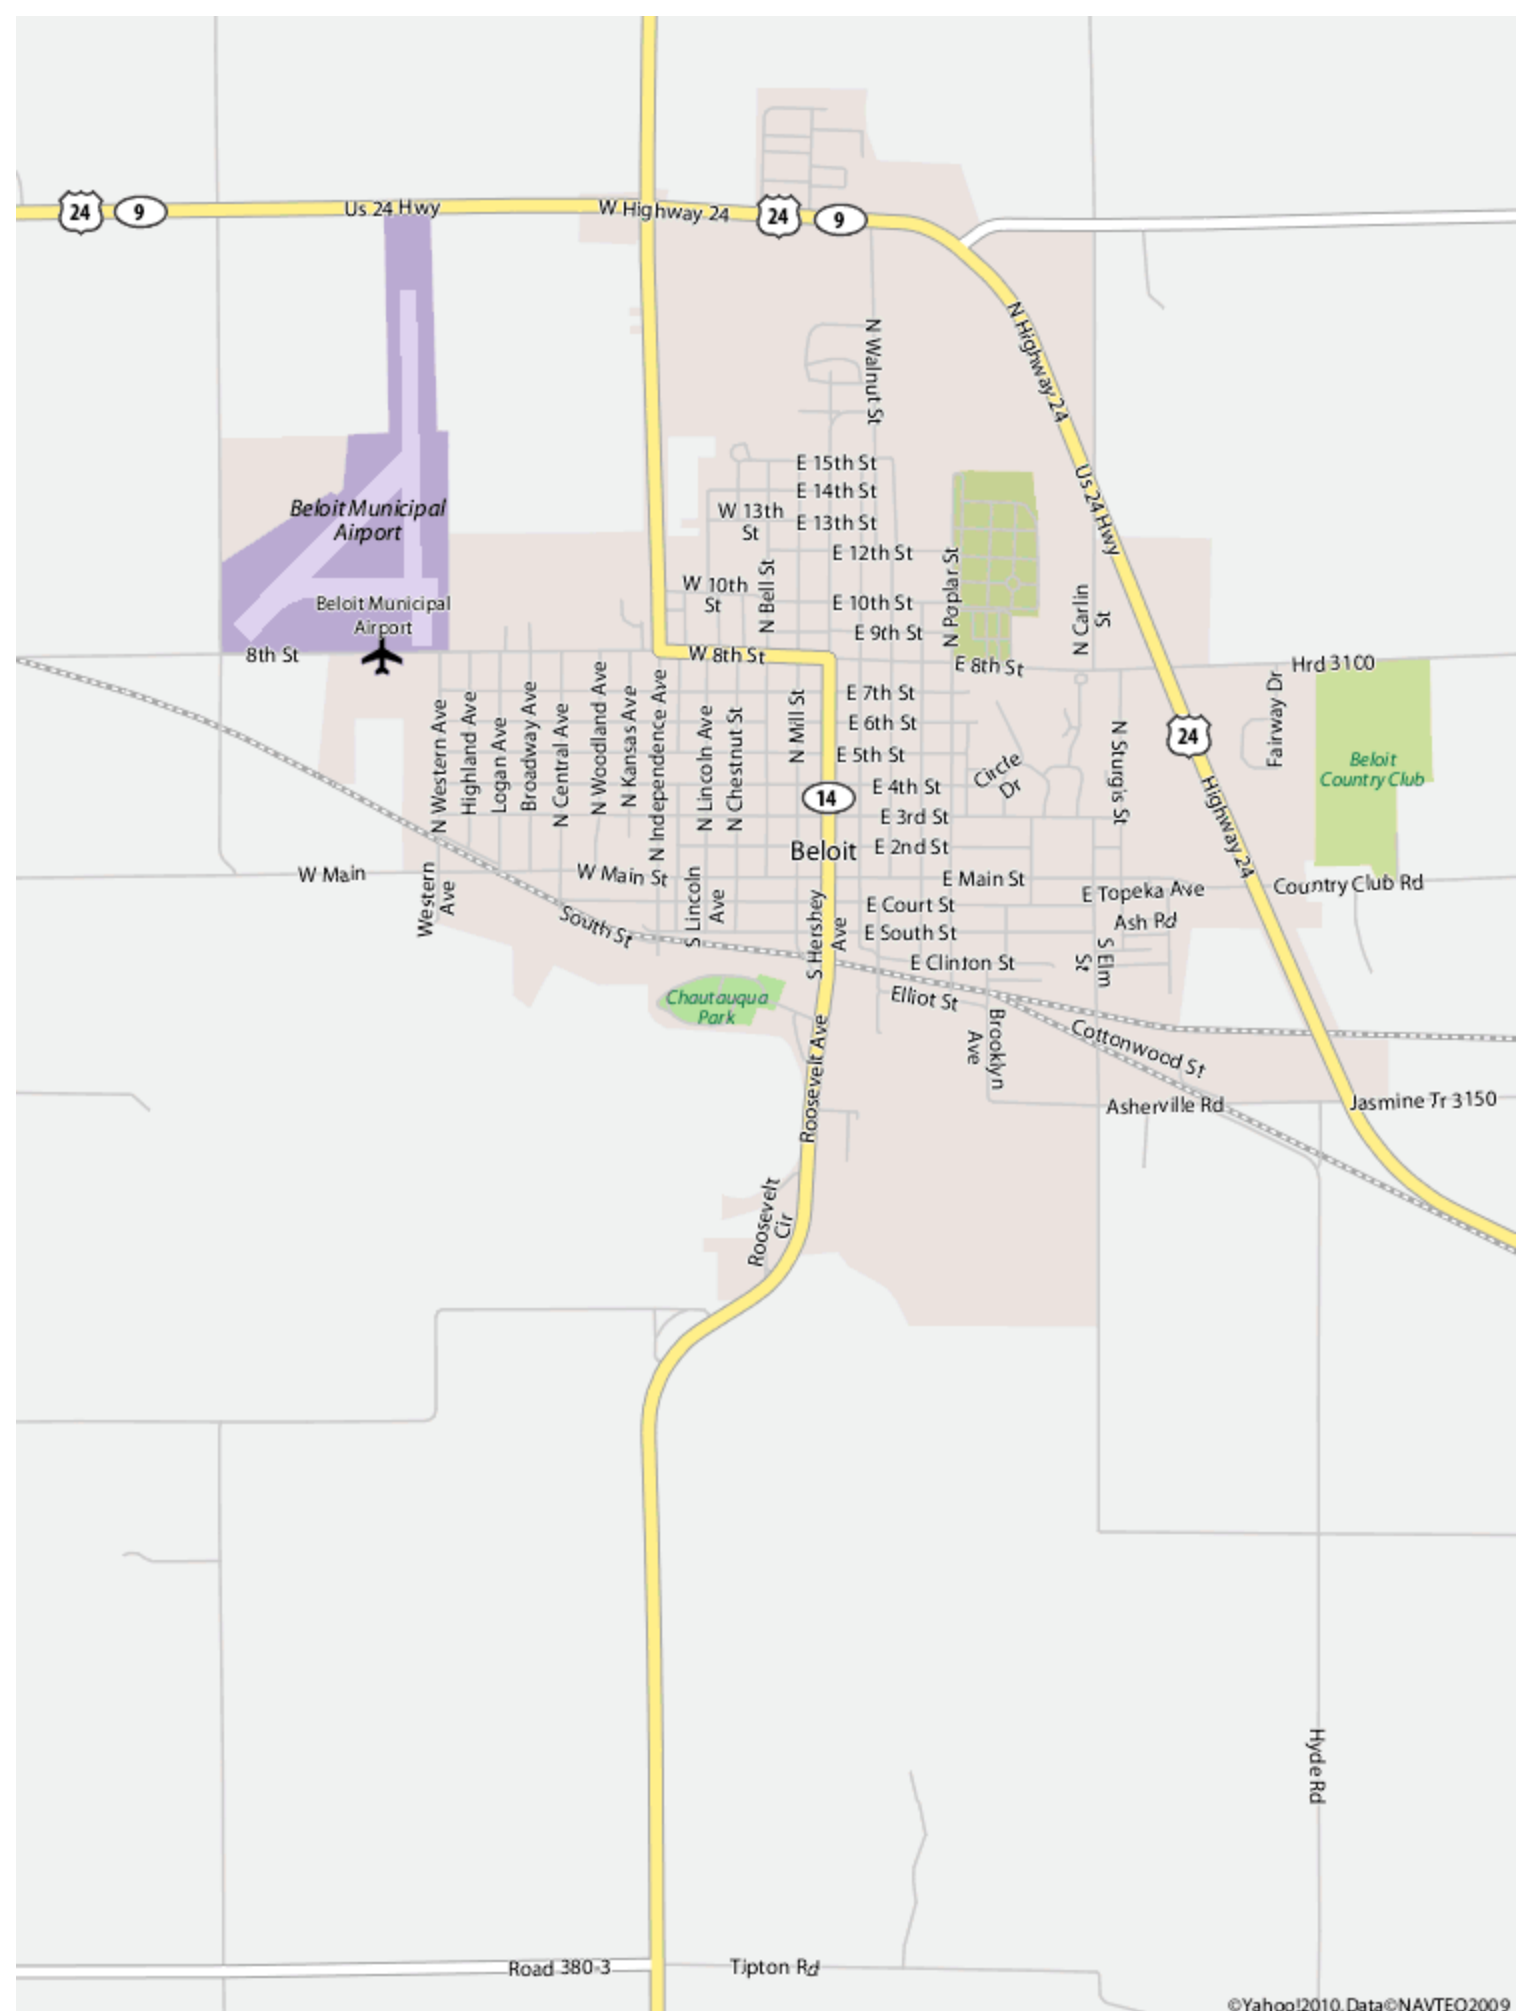 24
9
Us 24 Hwy
W Highway 24
24
9
N Highway 24
N Walnut St
E 15th St
Us 24 Hwy
E 14th St
Beloit Municipal
Airport
W 13th
St
E 13th St
E 12th St
N Poplar St
N Bell St
W 10th
St
E 10th St
N Carlin
St
Beloit Municipal
Airport
E 9th St
8th St
W 8th St
E 8th St
Hrd 3100
Fairway Dr
N Western Ave
Highland Ave
Logan Ave
Broadway Ave
N Central Ave
N Woodland Ave
N Kansas Ave
N Independence Ave
N Lincoln Ave
N Chestnut St
N Mill St
E 7th St
E 6th St
E 5th St
Circle
Dr
N Sturgis St
24
Beloit
Country Club
14
E 4th St
E 3rd St
Highway 24
Beloit
E 2nd St
W Main
W Main St
E Main St
E Topeka Ave
Country Club Rd
Western
Ave
S Lincoln
Ave
S Hershey
Ave
E Court St
Ash Rd
South St
E South St
S Elm
St
E Clinton St
Chautauqua
Park
Elliot St
Brooklyn
Ave
Cottonwood St
Roosevelt Ave
Asherville Rd
Jasmine Tr 3150
Roosevelt
Cir
Hyde Rd
Road 380-3
Tipton Rd
©Yahoo!2010, Data©NAVTEQ2009